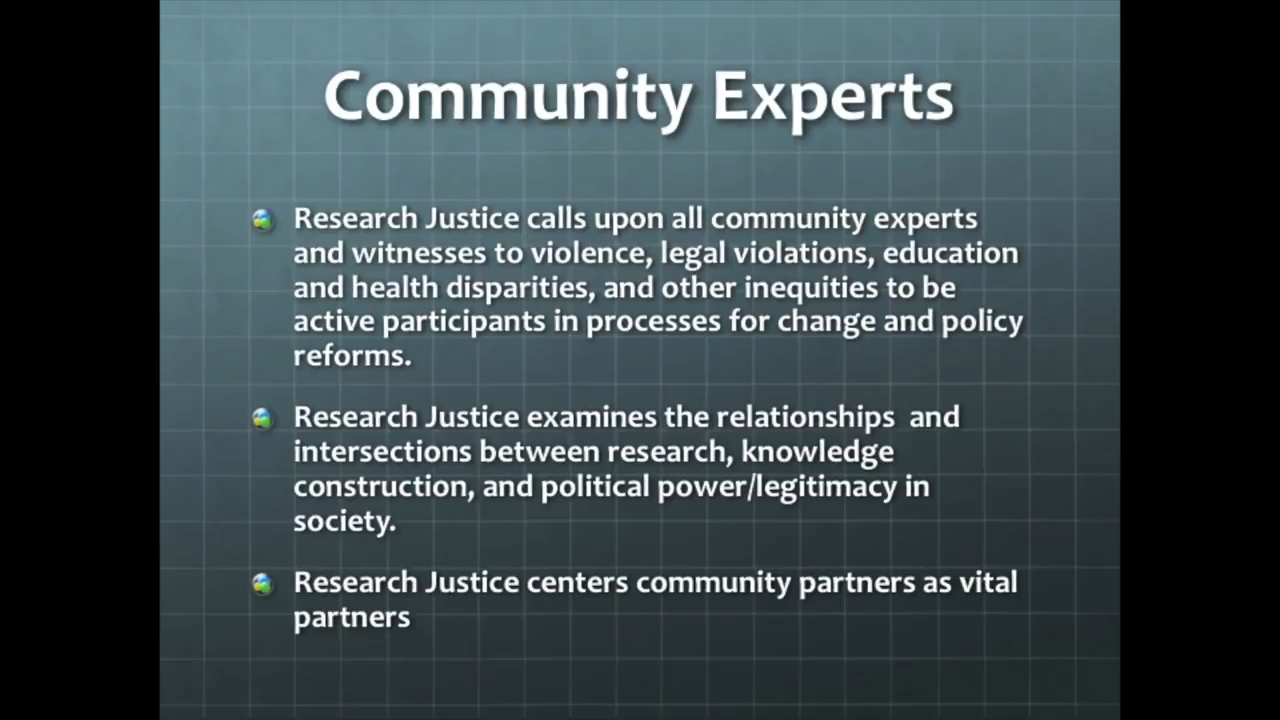 Community Experts
Research Justice calls upon all community experts
and witnesses to violence, legal violations, education
and health disparities, and other inequities to be
active participants in processes for change and policy
reforms.
Research Justice examines the relationships  and
intersections between research, knowledge
construction, and political power/legitimacy in
society.
Research Justice centers community partners as vital
partners